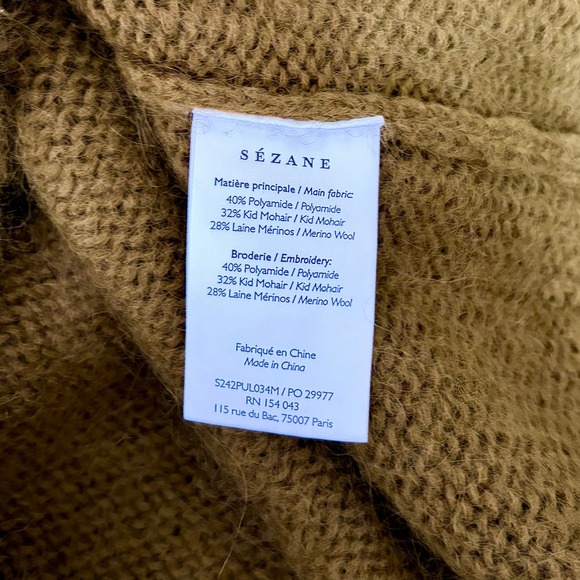 SÉZANE
Matière principale / Main fabric:
40% Polyamide / Polyamide
32% Kid Mohair / Kid Mohair
28% Laine Mérinos / Merino Wool
Broderie / Embroidery:
40% Polyamide / Polyamide
32% Kid Mohair / Kid Mohair
28% Laine Mérinos / Merino Wool
Fabriqué en Chine
Made in China
S242PUL034M / PO 29977
RN 154 043
115 rue du Bac, 75007 Paris